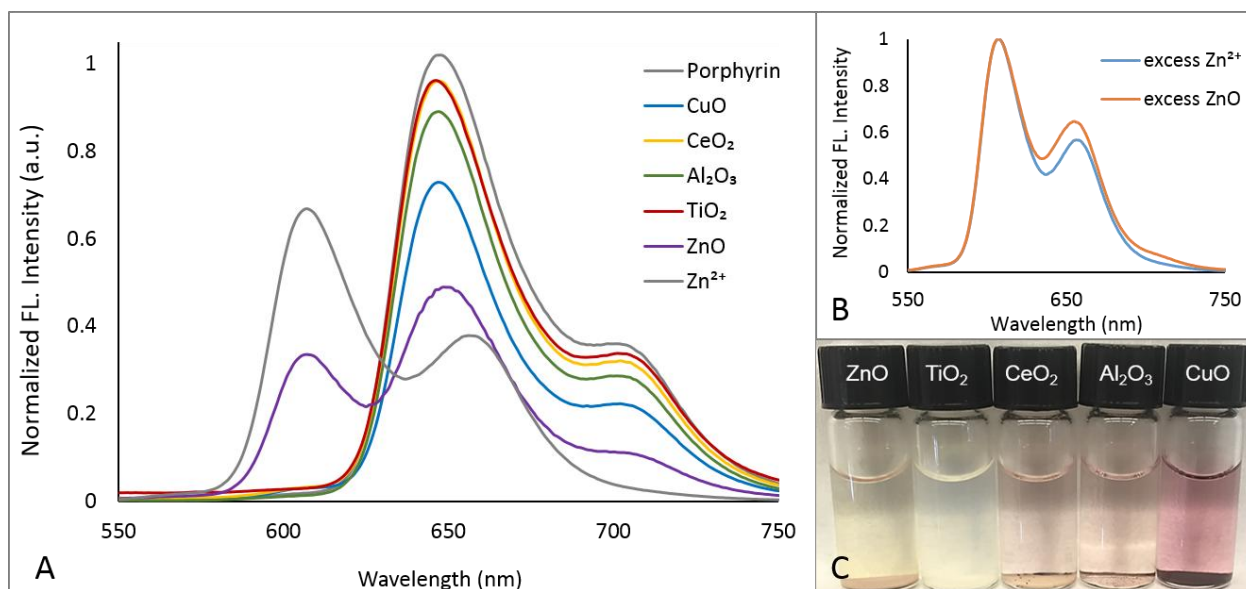 Normalized FL. Intensity (a.u.)
1
0.8
0.6
0.4
0.2
0
550
600
650
700
750
Wavelength (nm)
Porphyrin
CuO
CeO₂
Al₂O₃
TiO₂
ZnO
Zn²⁺
A
Normalized FL. Intensity
1
0.8
0.6
0.4
0.2
0
550
650
750
Wavelength (nm)
excess Zn²⁺
excess ZnO
B
ZnO
TiO₂
CeO₂
Al₂O₃
CuO
C